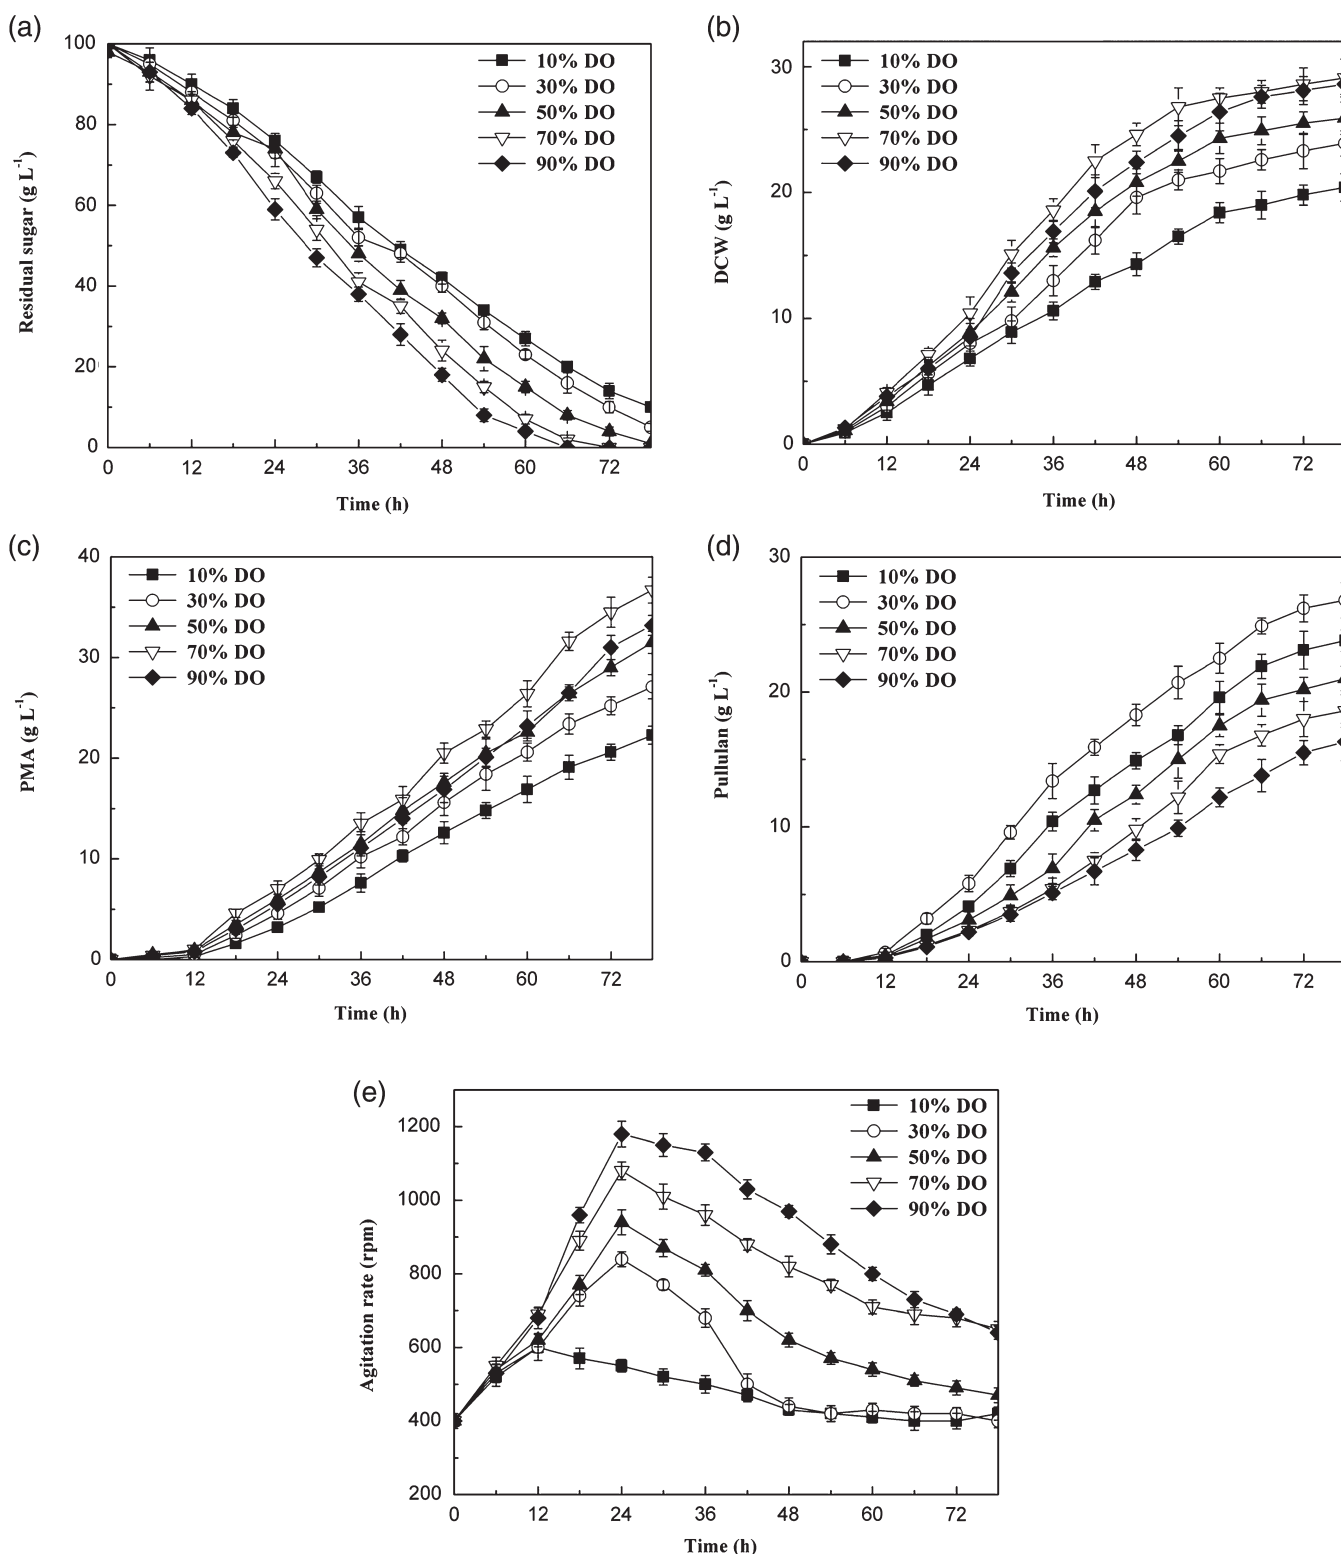 (a)
100
80
60
40
20
0
0 12 24 36 48 60 72
Residual sugar (g L-1)
Time (h)
10% DO
30% DO
50% DO
70% DO
90% DO
(b)
30
20
10
0
0 12 24 36 48 60 72
DCW (g L-1)
Time (h)
10% DO
30% DO
50% DO
70% DO
90% DO
(c)
40
30
20
10
0
0 12 24 36 48 60 72
PMA (g L-1)
Time (h)
10% DO
30% DO
50% DO
70% DO
90% DO
(d)
30
20
10
0
0 12 24 36 48 60 72
Pullulan (g L-1)
Time (h)
10% DO
30% DO
50% DO
70% DO
90% DO
(e)
1200
1000
800
600
400
200
0 12 24 36 48 60 72
Agitation rate (rpm)
Time (h)
10% DO
30% DO
50% DO
70% DO
90% DO